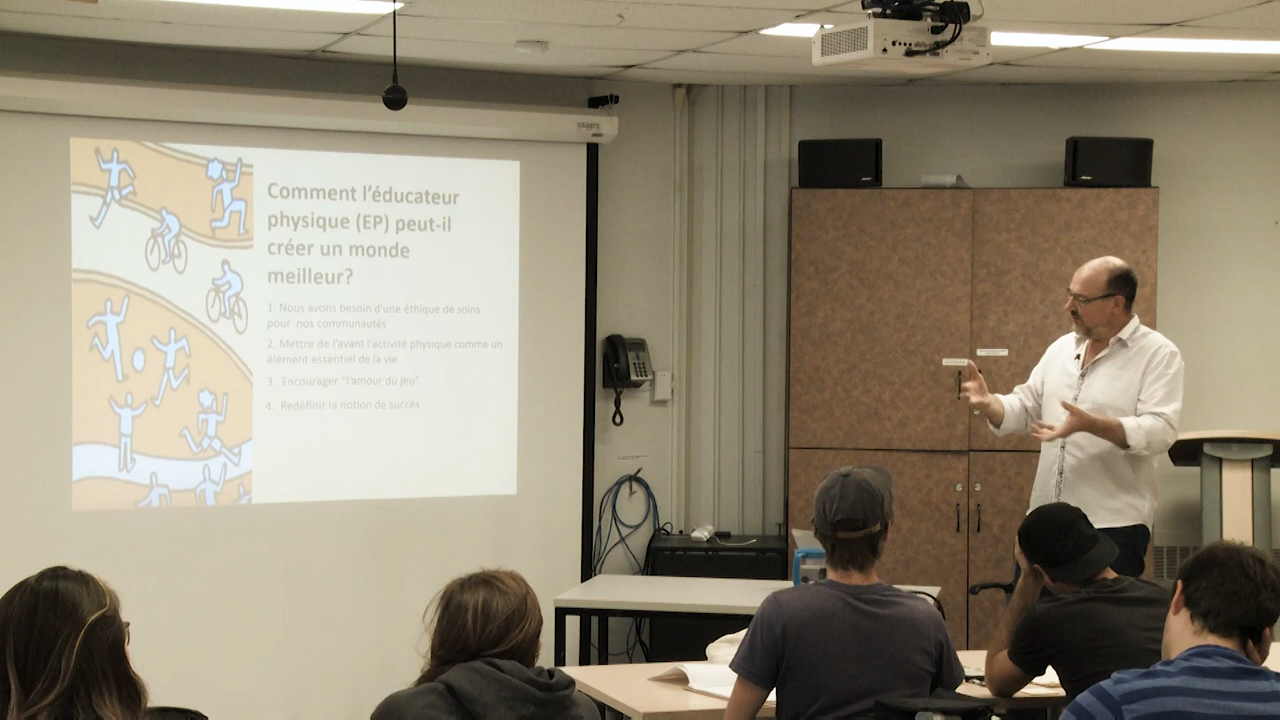 Comment l'éducateur
physique (EP) peut-il
créer un monde
meilleur?
1. Nous avons besoin d'une éthique de soins
pour nos communautés
2. Mettre de l'avant l'activité physique comme un
élément essentiel de la vie
3. Encourager "l'amour du jeu"
4. Redéfinir la notion de succès